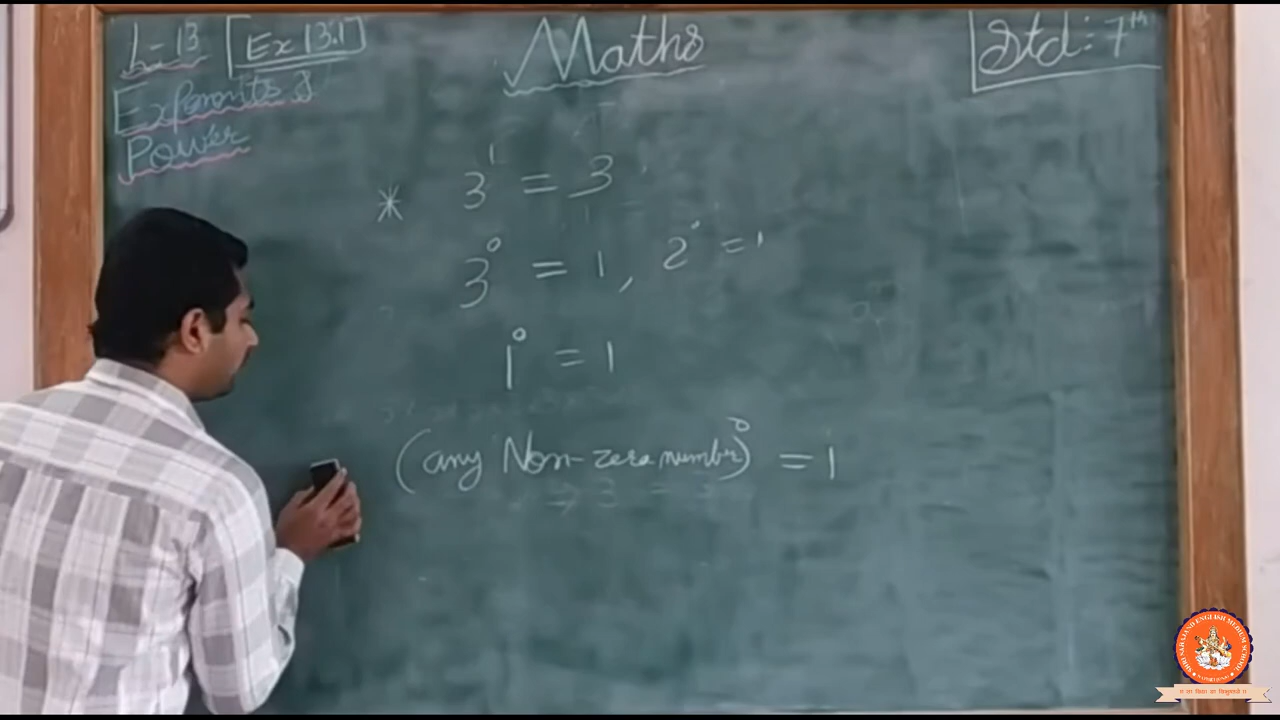 L-13 Ex 13.1
Exponents &
Power
Maths
Std: 7th
* 3¹ = 3
3⁰ = 1, 2⁰ = 1
1⁰ = 1
(any Non-zero number)⁰ = 1